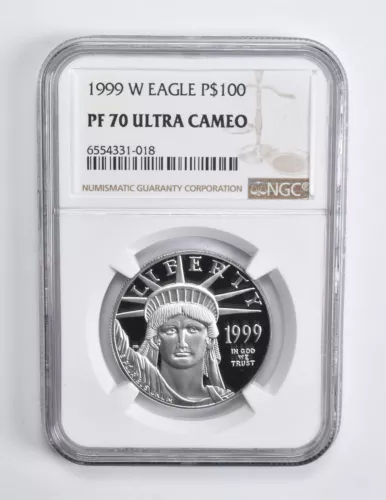 1999 W EAGLE P$100
PF 70 ULTRA CAMEO
6554331-018
NUMISMATIC GUARANTY CORPORATION
NGC
LIBERTY
1999
IN GOD
WE
TRUST